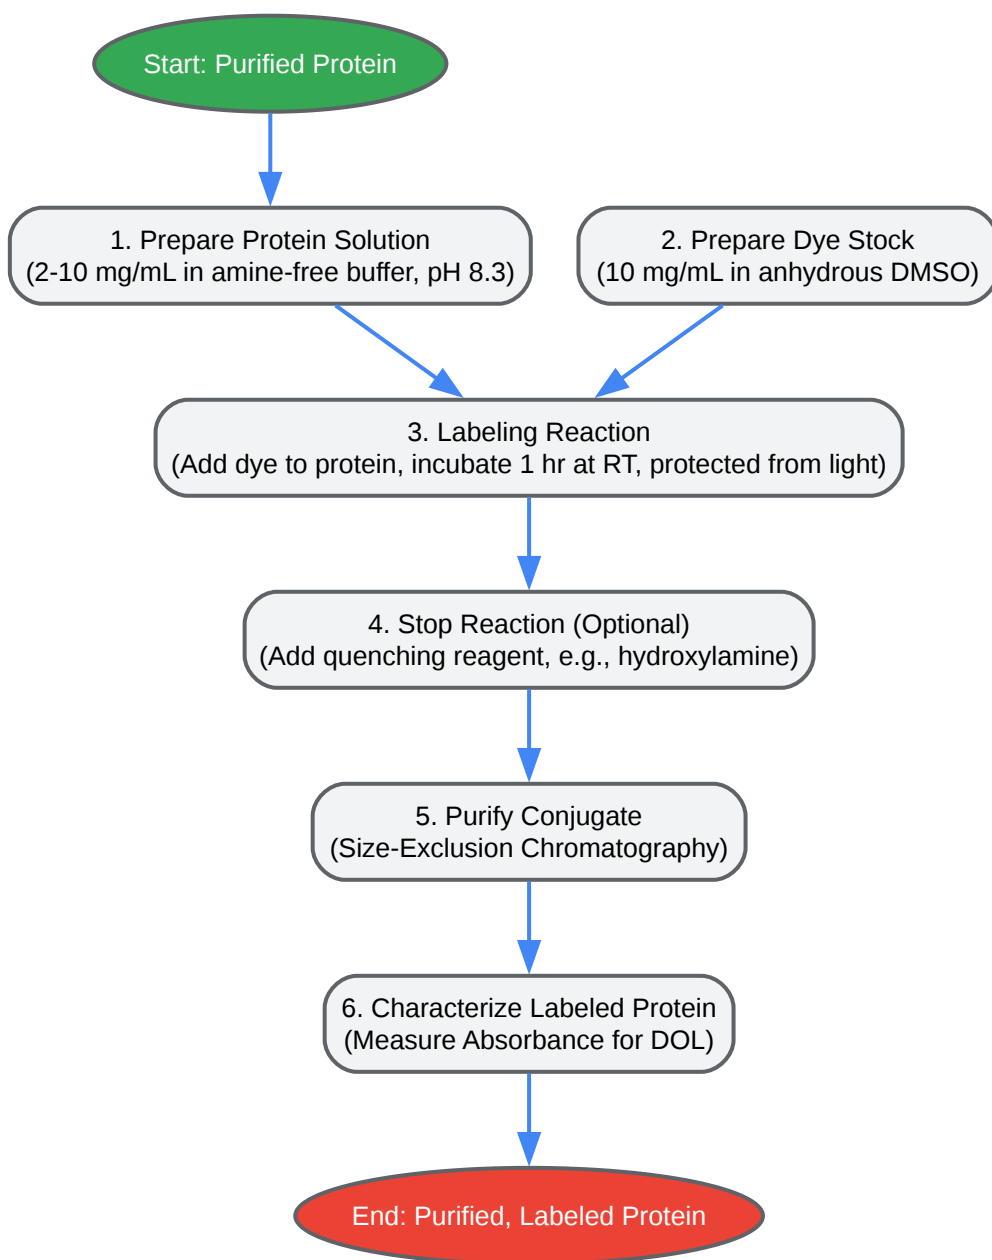 Start: Purified Protein
1. Prepare Protein Solution
(2-10 mg/mL in amine-free buffer, pH 8.3)
2. Prepare Dye Stock
(10 mg/mL in anhydrous DMSO)
3. Labeling Reaction
(Add dye to protein, incubate 1 hr at RT, protected from light)
4. Stop Reaction (Optional)
(Add quenching reagent, e.g., hydroxylamine)
5. Purify Conjugate
(Size-Exclusion Chromatography)
6. Characterize Labeled Protein
(Measure Absorbance for DOL)
End: Purified, Labeled Protein